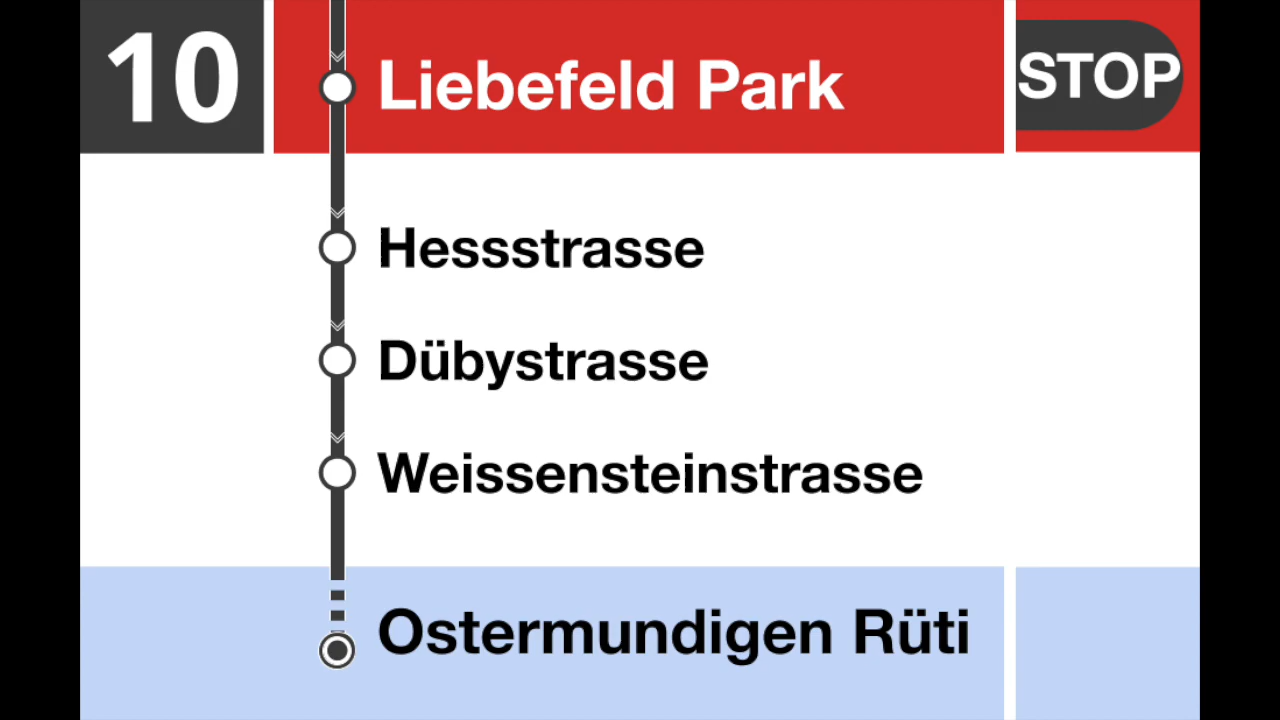 10 Liebefeld Park STOP
Hessstrasse
Dübystrasse
Weissensteinstrasse
Ostermundigen Rüti